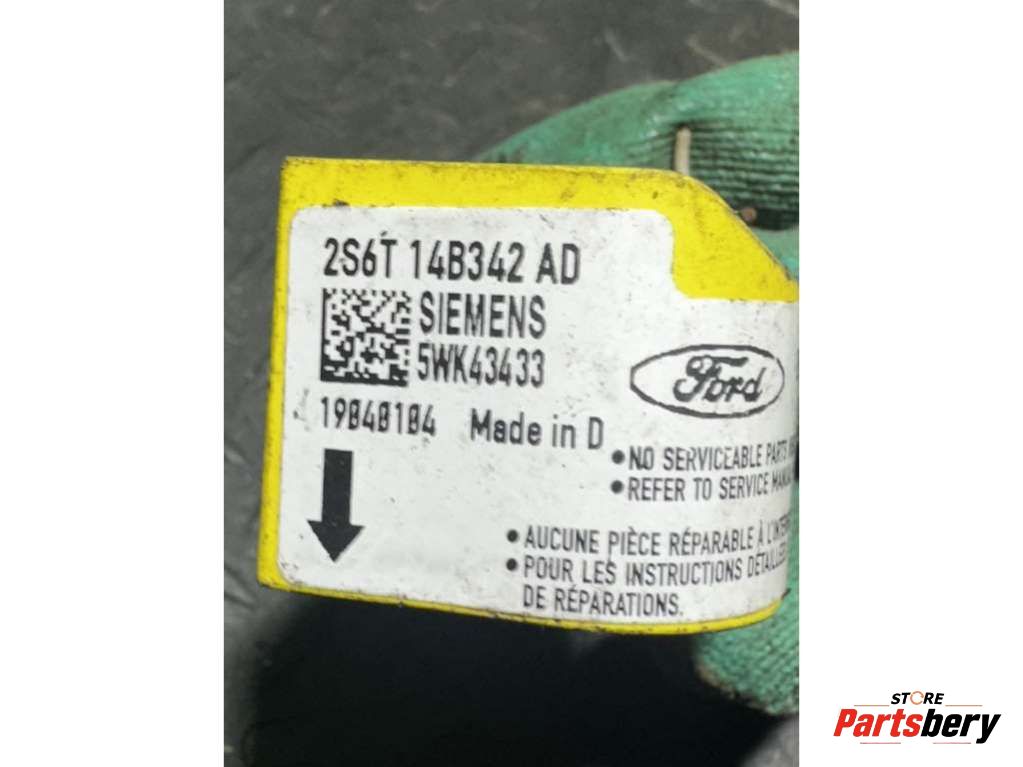 2S6T 14B342 AD
SIEMENS
5WK43433
19040104 Made in D
Ford
• NO SERVICEABLE PARTS
• REFER TO SERVICE
• AUCUNE PIÈCE RÉPARABLE À
• POUR LES INSTRUCTIONS DÉTAILLÉES
DE RÉPARATIONS.
STORE
Partsbery